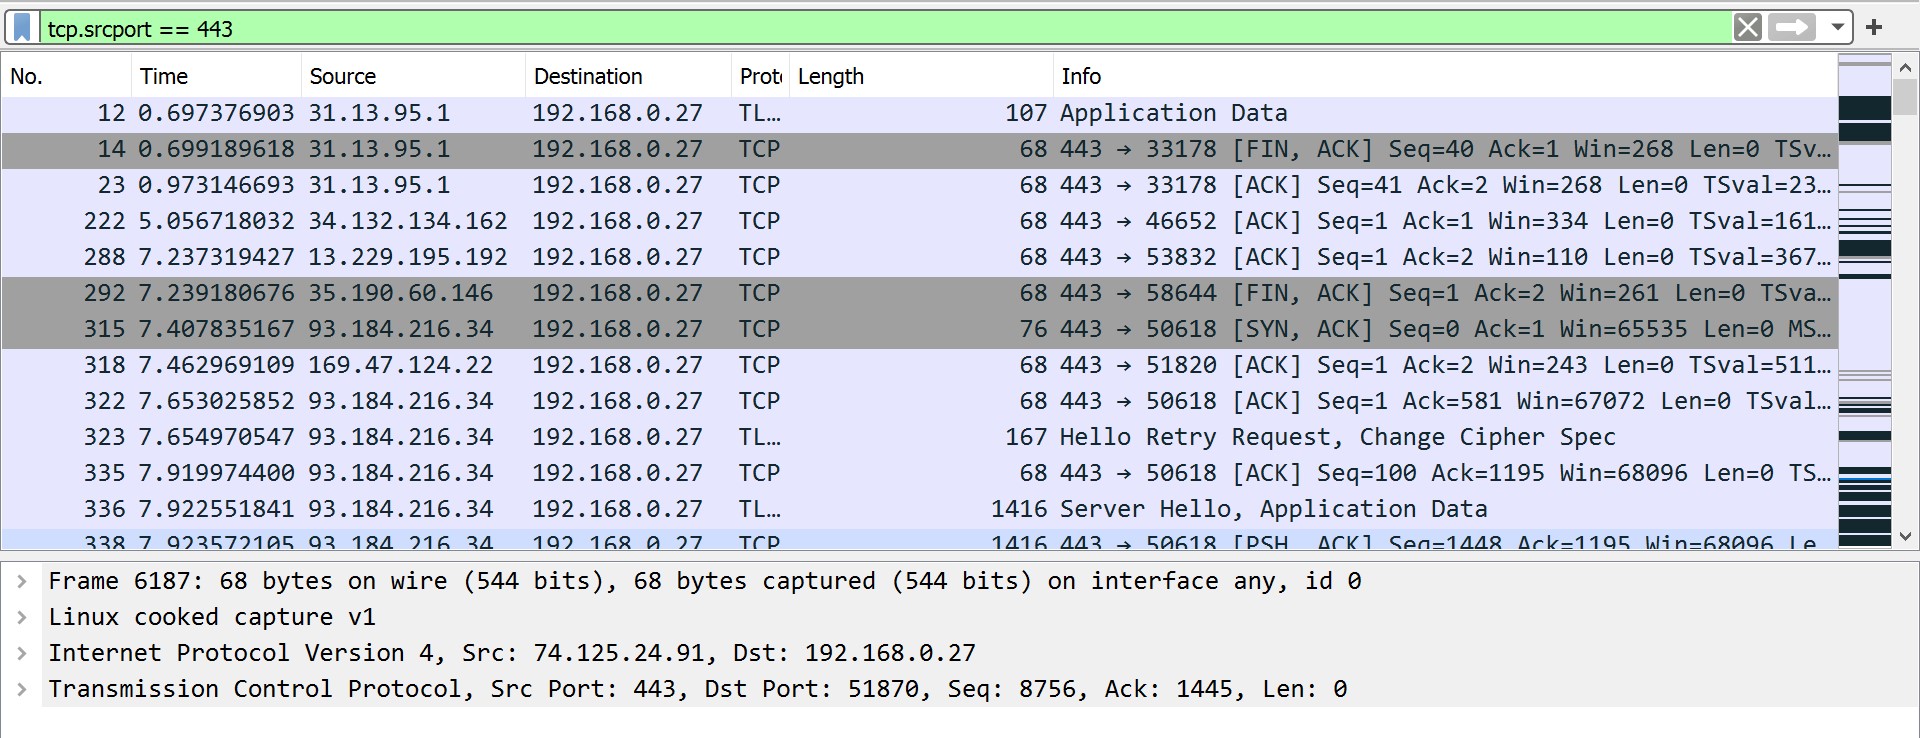 tcp.srcport == 443
No. Time Source Destination Proto Length Info
12 0.697376903 31.13.95.1 192.168.0.27 TL… 107 Application Data
14 0.699189618 31.13.95.1 192.168.0.27 TCP 68 443 → 33178 [FIN, ACK] Seq=40 Ack=1 Win=268 Len=0 TSv…
23 0.973146693 31.13.95.1 192.168.0.27 TCP 68 443 → 33178 [ACK] Seq=41 Ack=2 Win=268 Len=0 TSval=23…
222 5.056718032 34.132.134.162 192.168.0.27 TCP 68 443 → 46652 [ACK] Seq=1 Ack=1 Win=334 Len=0 TSval=161…
288 7.237319427 13.229.195.192 192.168.0.27 TCP 68 443 → 53832 [ACK] Seq=1 Ack=2 Win=110 Len=0 TSval=367…
292 7.239180676 35.190.60.146 192.168.0.27 TCP 68 443 → 58644 [FIN, ACK] Seq=1 Ack=2 Win=261 Len=0 TSva…
315 7.407835167 93.184.216.34 192.168.0.27 TCP 76 443 → 50618 [SYN, ACK] Seq=0 Ack=1 Win=65535 Len=0 MS…
318 7.462969109 169.47.124.22 192.168.0.27 TCP 68 443 → 51820 [ACK] Seq=1 Ack=2 Win=243 Len=0 TSval=511…
322 7.653025852 93.184.216.34 192.168.0.27 TCP 68 443 → 50618 [ACK] Seq=1 Ack=581 Win=67072 Len=0 TSval…
323 7.654970547 93.184.216.34 192.168.0.27 TL… 167 Hello Retry Request, Change Cipher Spec
335 7.919974400 93.184.216.34 192.168.0.27 TCP 68 443 → 50618 [ACK] Seq=100 Ack=1195 Win=68096 Len=0 TS…
336 7.922551841 93.184.216.34 192.168.0.27 TL… 1416 Server Hello, Application Data
338 7.923572105 93.184.216.34 192.168.0.27 TCP 1416 443 → 50618 [PSH, ACK] Seq=1448 Ack=1195 Win=68096 Le…
Frame 6187: 68 bytes on wire (544 bits), 68 bytes captured (544 bits) on interface any, id 0
Linux cooked capture v1
Internet Protocol Version 4, Src: 74.125.24.91, Dst: 192.168.0.27
Transmission Control Protocol, Src Port: 443, Dst Port: 51870, Seq: 8756, Ack: 1445, Len: 0